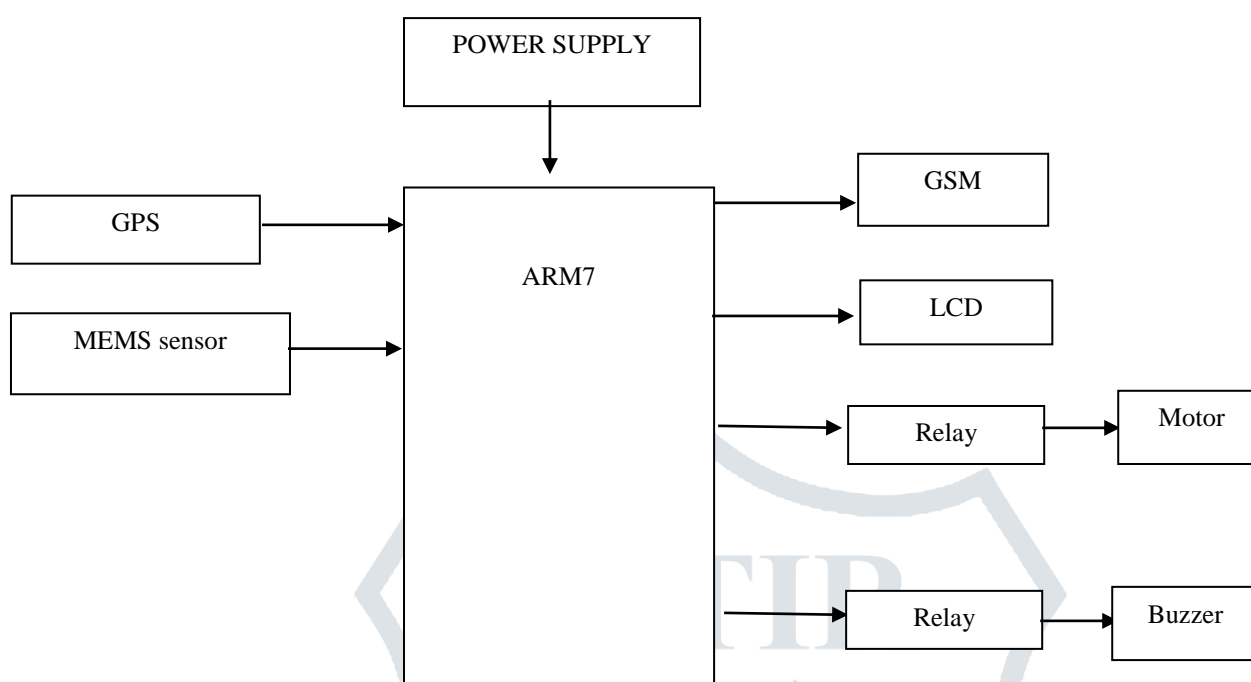 POWER SUPPLY
GSM
GPS
ARM7
LCD
MEMS sensor
Relay
Motor
Relay
Buzzer